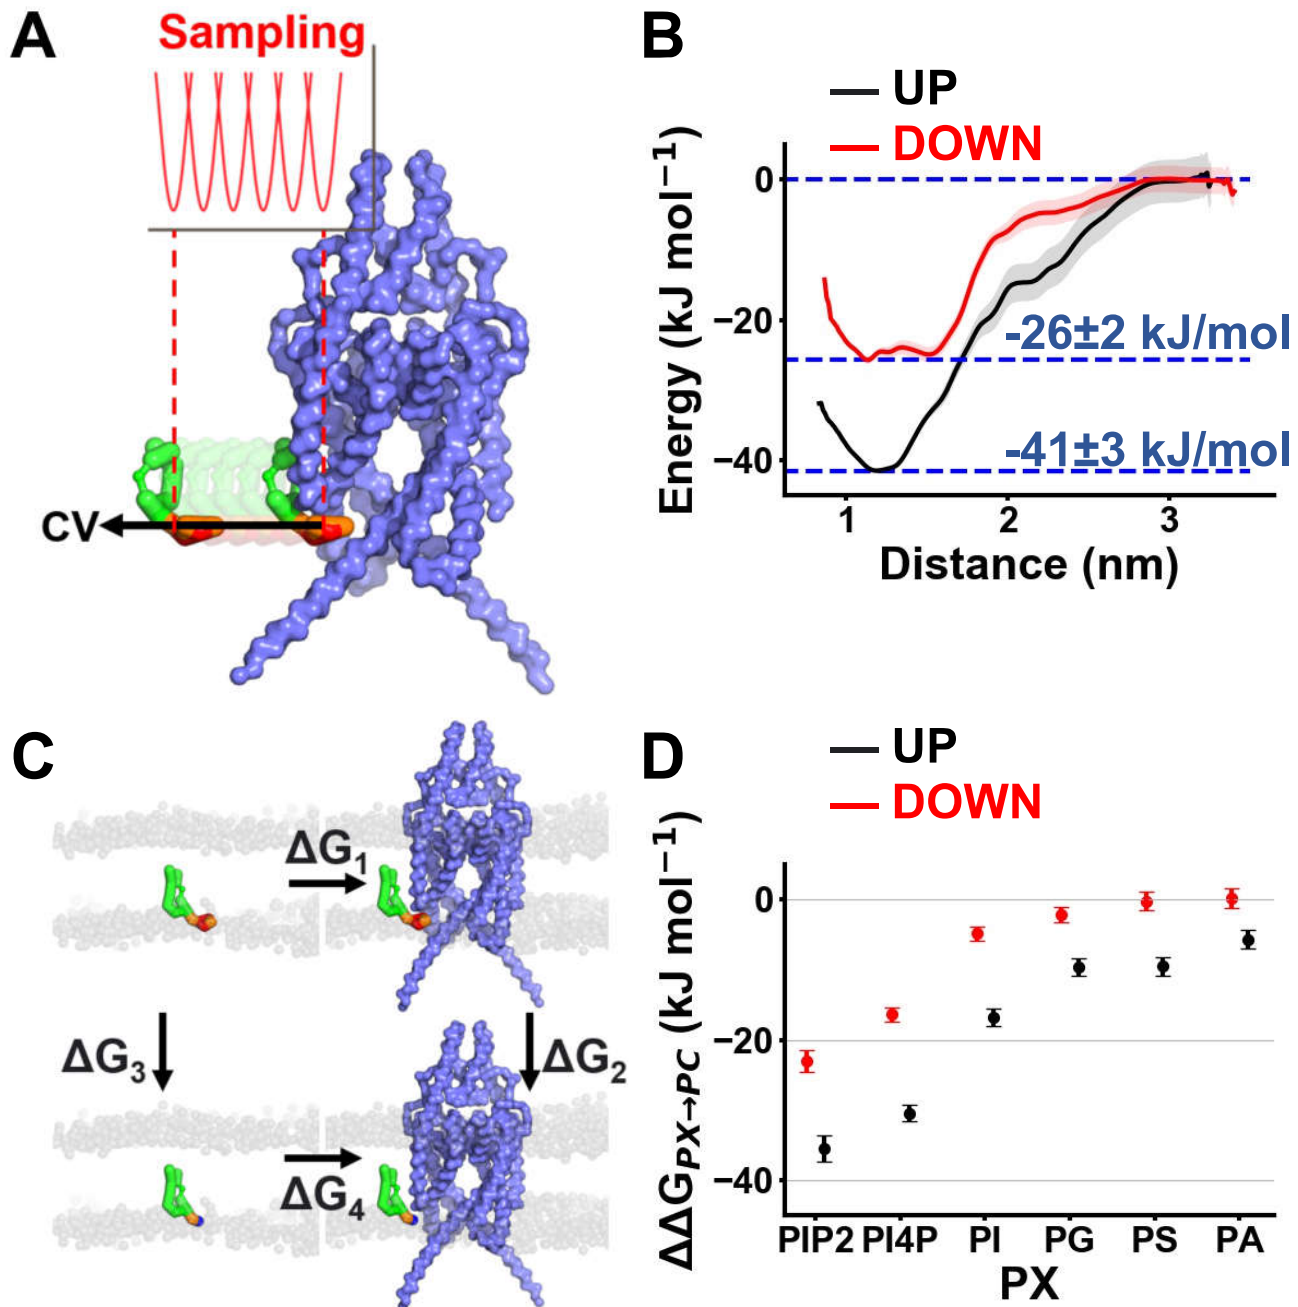 A
Sampling
CV
B
UP
DOWN
Energy (kJ mol⁻¹)
0
−20
−40
-26±2 kJ/mol
-41±3 kJ/mol
1
2
3
Distance (nm)
C
ΔG₁
ΔG₃
ΔG₂
ΔG₄
D
UP
DOWN
ΔΔG_PX→PC (kJ mol⁻¹)
0
−20
−40
PIP2 PI4P PI PG PS PA
PX